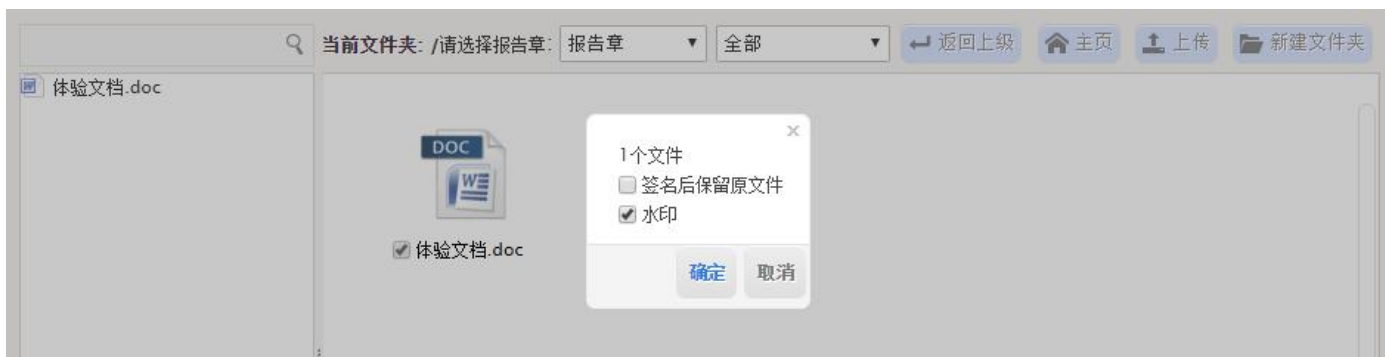 当前文件夹: /请选择报告章: 报告章 全部 返回上级 主页 上传 新建文件夹
体验文档.doc
DOC
W
体验文档.doc
1个文件
签名后保留原文件
水印
确定 取消